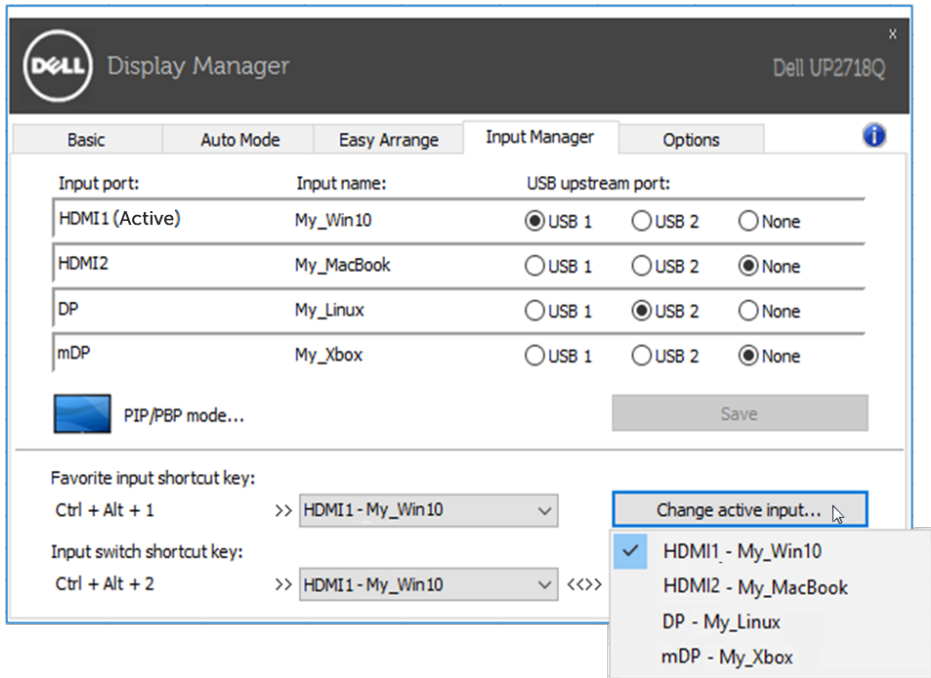 x
DELL Display Manager Dell UP2718Q
Basic Auto Mode Easy Arrange Input Manager Options i
Input port: Input name: USB upstream port:
HDMI1 (Active) My_Win10 USB 1 USB 2 None
HDMI2 My_MacBook USB 1 USB 2 None
DP My_Linux USB 1 USB 2 None
mDP My_Xbox USB 1 USB 2 None
PIP/PBP mode... Save
Favorite input shortcut key:
Ctrl + Alt + 1 >> HDMI1 - My_Win10 Change active input...
Input switch shortcut key:
Ctrl + Alt + 2 >> HDMI1 - My_Win10 <<>>
HDMI1 - My_Win10
HDMI2 - My_MacBook
DP - My_Linux
mDP - My_Xbox